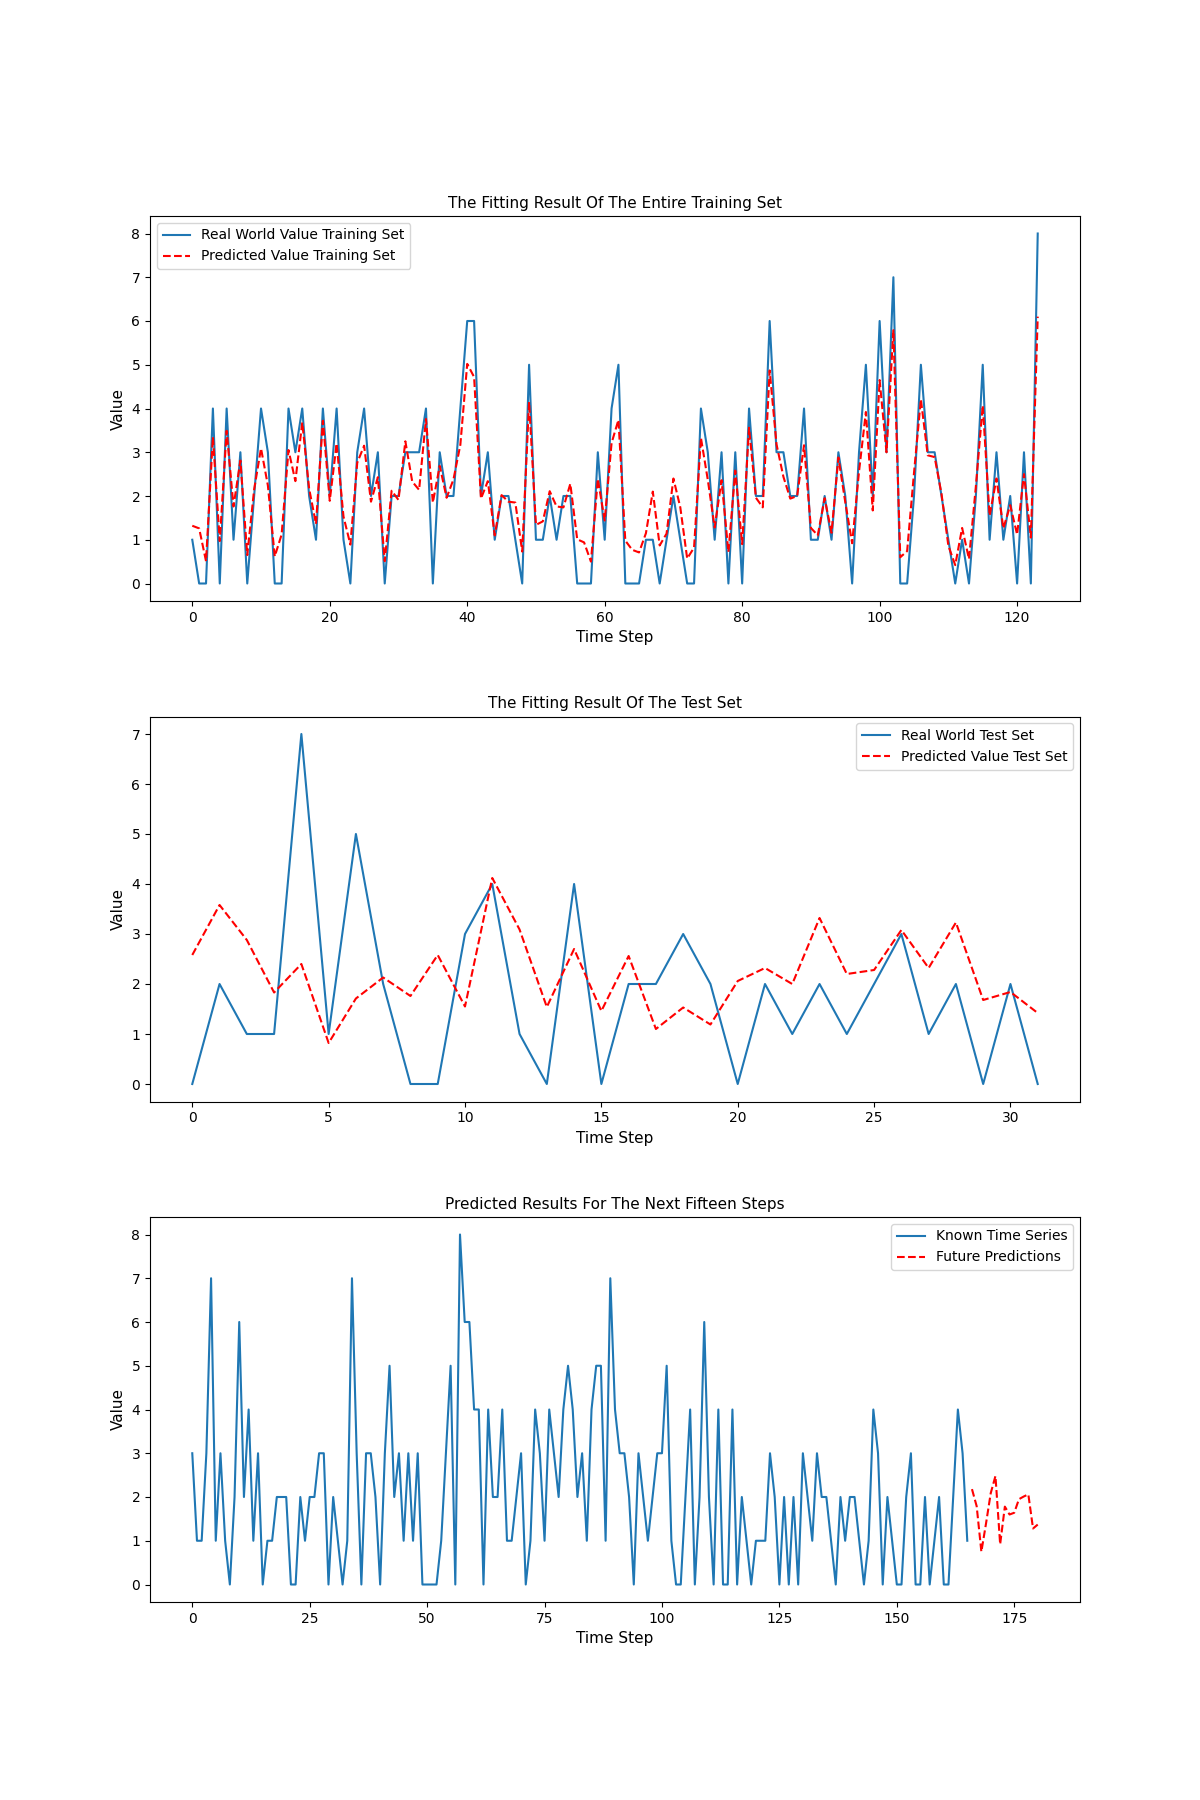 The Fitting Result Of The Entire Training Set
Real World Value Training Set
Predicted Value Training Set
Value
8
7
6
5
4
3
2
1
0
0 20 40 60 80 100 120
Time Step
The Fitting Result Of The Test Set
Real World Test Set
Predicted Value Test Set
Value
7
6
5
4
3
2
1
0
0 5 10 15 20 25 30
Time Step
Predicted Results For The Next Fifteen Steps
Known Time Series
Future Predictions
Value
8
7
6
5
4
3
2
1
0
0 25 50 75 100 125 150 175
Time Step